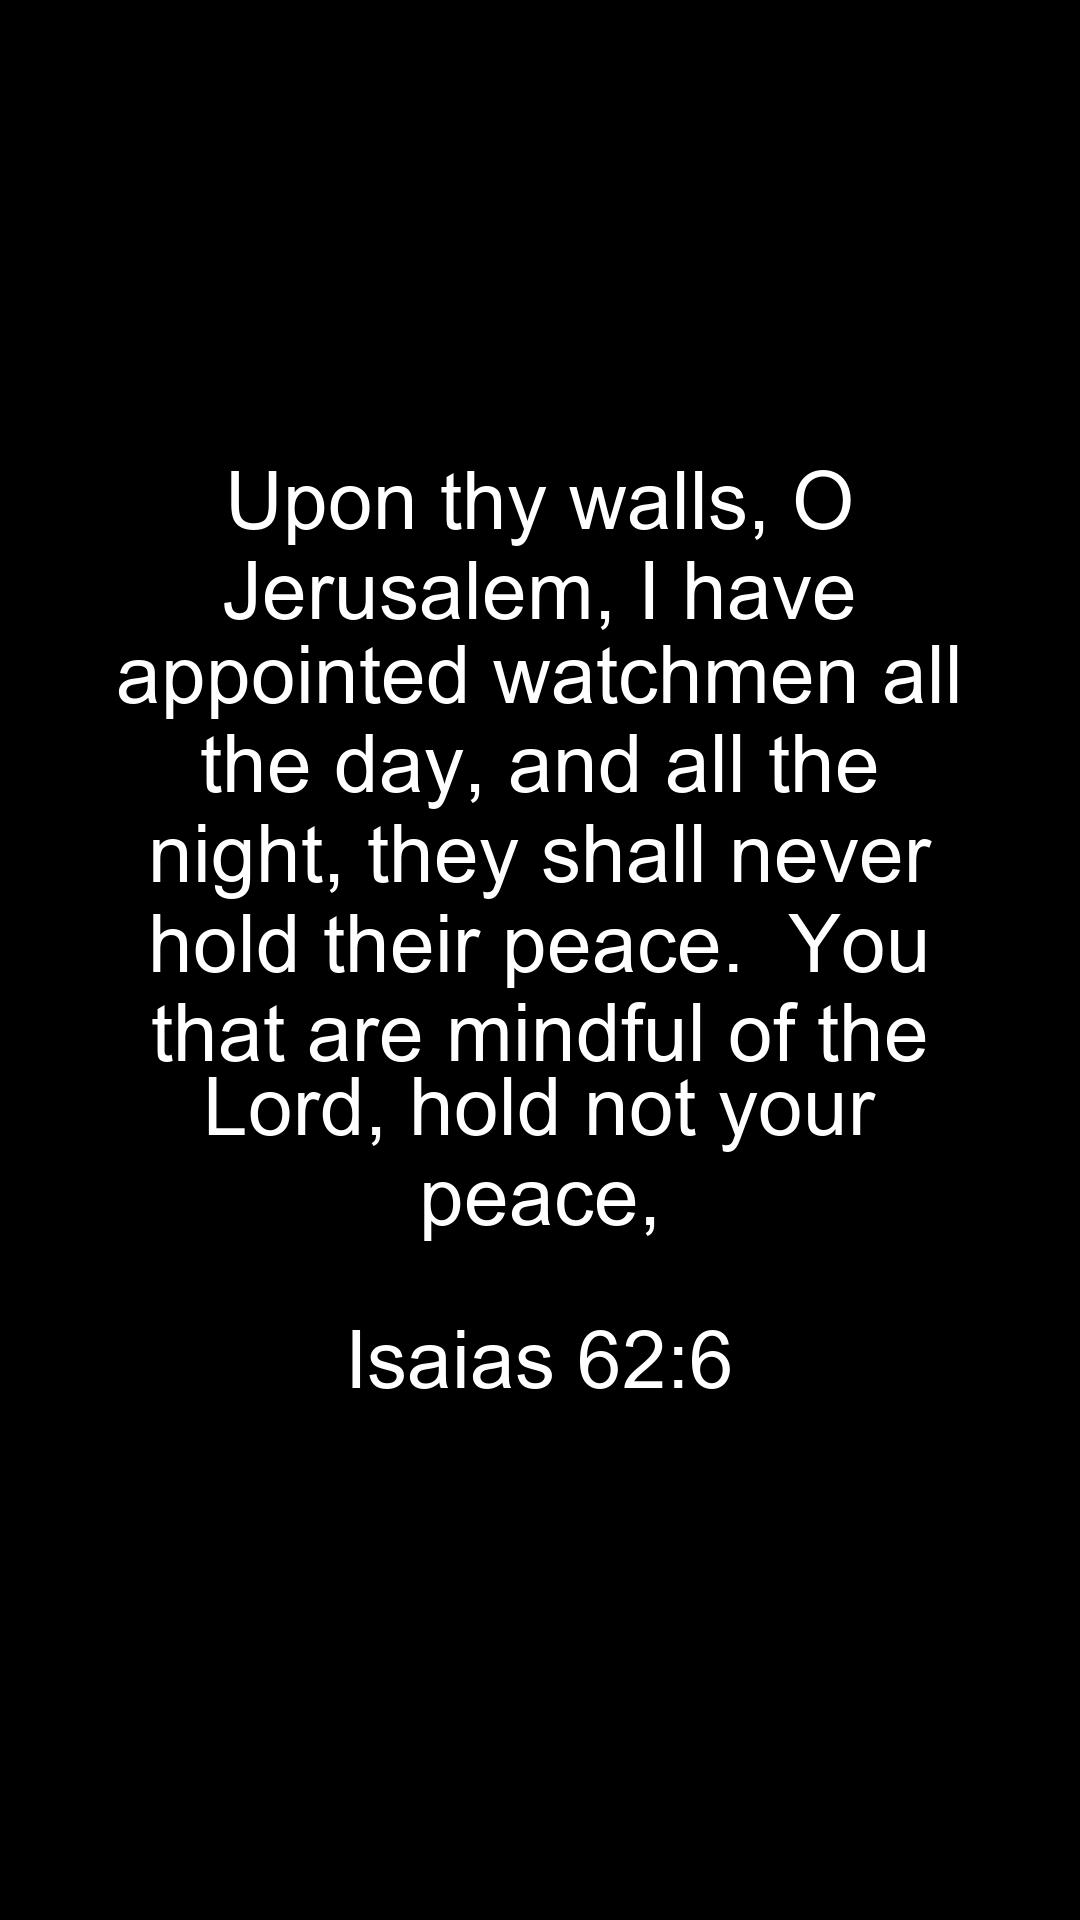 Upon thy walls, O
Jerusalem, I have
appointed watchmen all
the day, and all the
night, they shall never
hold their peace.  You
that are mindful of the
Lord, hold not your
peace,
Isaias 62:6